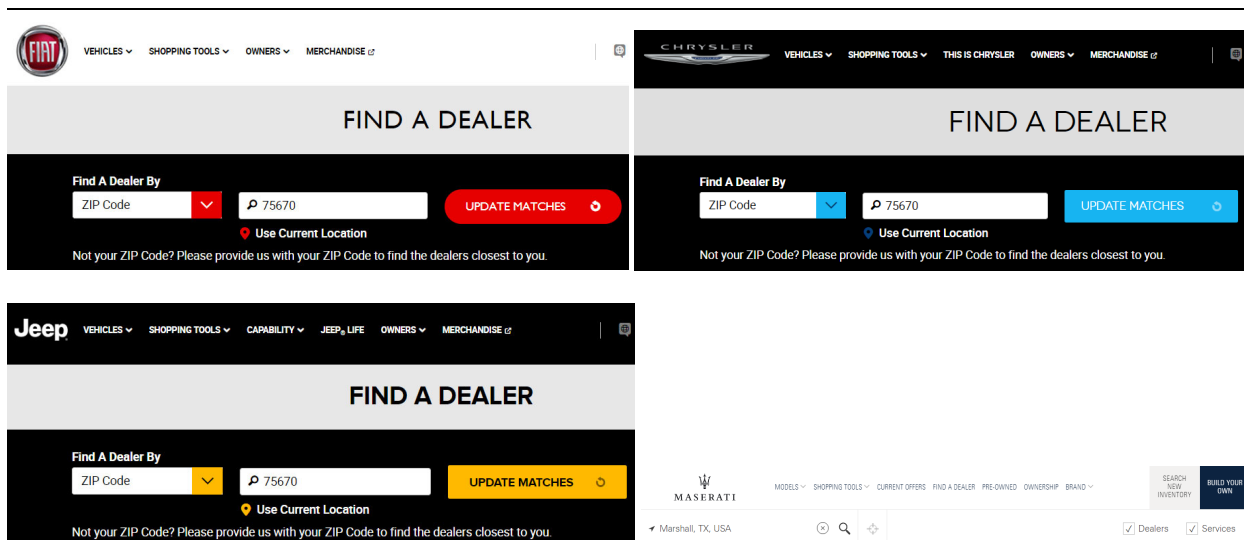 FIAT
VEHICLES SHOPPING TOOLS OWNERS MERCHANDISE
FIND A DEALER
Find A Dealer By
ZIP Code 75670 UPDATE MATCHES
Use Current Location
Not your ZIP Code? Please provide us with your ZIP Code to find the dealers closest to you.
CHRYSLER
VEHICLES SHOPPING TOOLS THIS IS CHRYSLER OWNERS MERCHANDISE
FIND A DEALER
Find A Dealer By
ZIP Code 75670 UPDATE MATCHES
Use Current Location
Not your ZIP Code? Please provide us with your ZIP Code to find the dealers closest to you.
Jeep VEHICLES SHOPPING TOOLS CAPABILITY JEEP® LIFE OWNERS MERCHANDISE
FIND A DEALER
Find A Dealer By
ZIP Code 75670 UPDATE MATCHES
Use Current Location
Not your ZIP Code? Please provide us with your ZIP Code to find the dealers closest to you.
MASERATI
MODELS SHOPPING TOOLS CURRENT OFFERS FIND A DEALER PRE-OWNED OWNERSHIP BRAND
SEARCH
NEW
INVENTORY
BUILD YOUR
OWN
Marshall, TX, USA Dealers Services